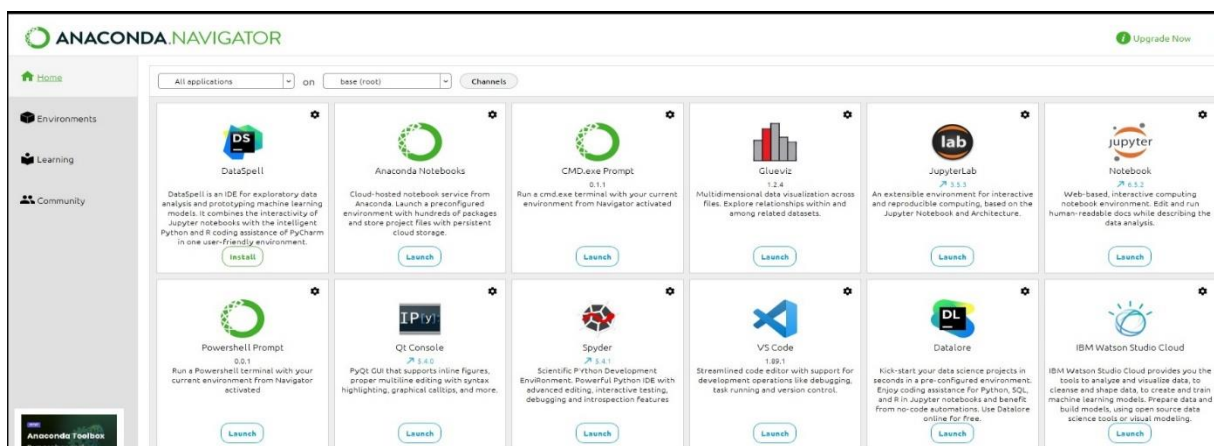 ANACONDA.NAVIGATOR
Upgrade Now
Home
Environments
Learning
Community
All applications
on
base (root)
Channels
DS
DataSpell
DataSpell is an IDE for exploratory data
analysis and prototyping machine learning
models. It combines the interactivity of
Jupyter notebooks with the intelligent
Python and R coding assistance of PyCharm
in one user-friendly environment.
Install
Anaconda Notebooks
Cloud-hosted notebook service from
Anaconda. Launch a preconfigured
environment with hundreds of packages
and store project files with persistent
cloud storage.
Launch
CMD.exe Prompt
0.1.1
Run a cmd.exe terminal with your current
environment from Navigator activated
Launch
Glueviz
1.2.4
Multidimensional data visualization across
files. Explore relationships within and
among related datasets.
Launch
lab
JupyterLab
3.5.3
An extensible environment for interactive
and reproducible computing, based on the
Jupyter Notebook and Architecture.
Launch
jupyter
Notebook
6.5.2
Web-based, interactive computing
notebook environment. Edit and run
human-readable docs while describing the
data analysis.
Launch
Powershell Prompt
0.0.1
Run a Powershell terminal with your
current environment from Navigator
activated
Launch
IP[y]:
Qt Console
5.4.0
PyQt GUI that supports inline figures,
proper multiline editing with syntax
highlighting, graphical calltips, and more.
Launch
Spyder
5.4.1
Scientific Python Development
EnviRonment. Powerful Python IDE with
advanced editing, interactive testing,
debugging and introspection features
Launch
VS Code
1.89.1
Streamlined code editor with support for
development operations like debugging,
task running and version control.
Launch
DL
Datalore
Kick-start your data science projects in
seconds in a pre-configured environment.
Enjoy coding assistance for Python, SQL,
and R in Jupyter notebooks and benefit
from no-code automations. Use Datalore
online for free.
Launch
IBM Watson Studio Cloud
IBM Watson Studio Cloud provides you the
tools to analyze and visualize data, to
cleanse and shape data, to create and train
machine learning models. Prepare data and
build models, using open source data
science tools or visual modeling.
Launch
Anaconda Toolbox